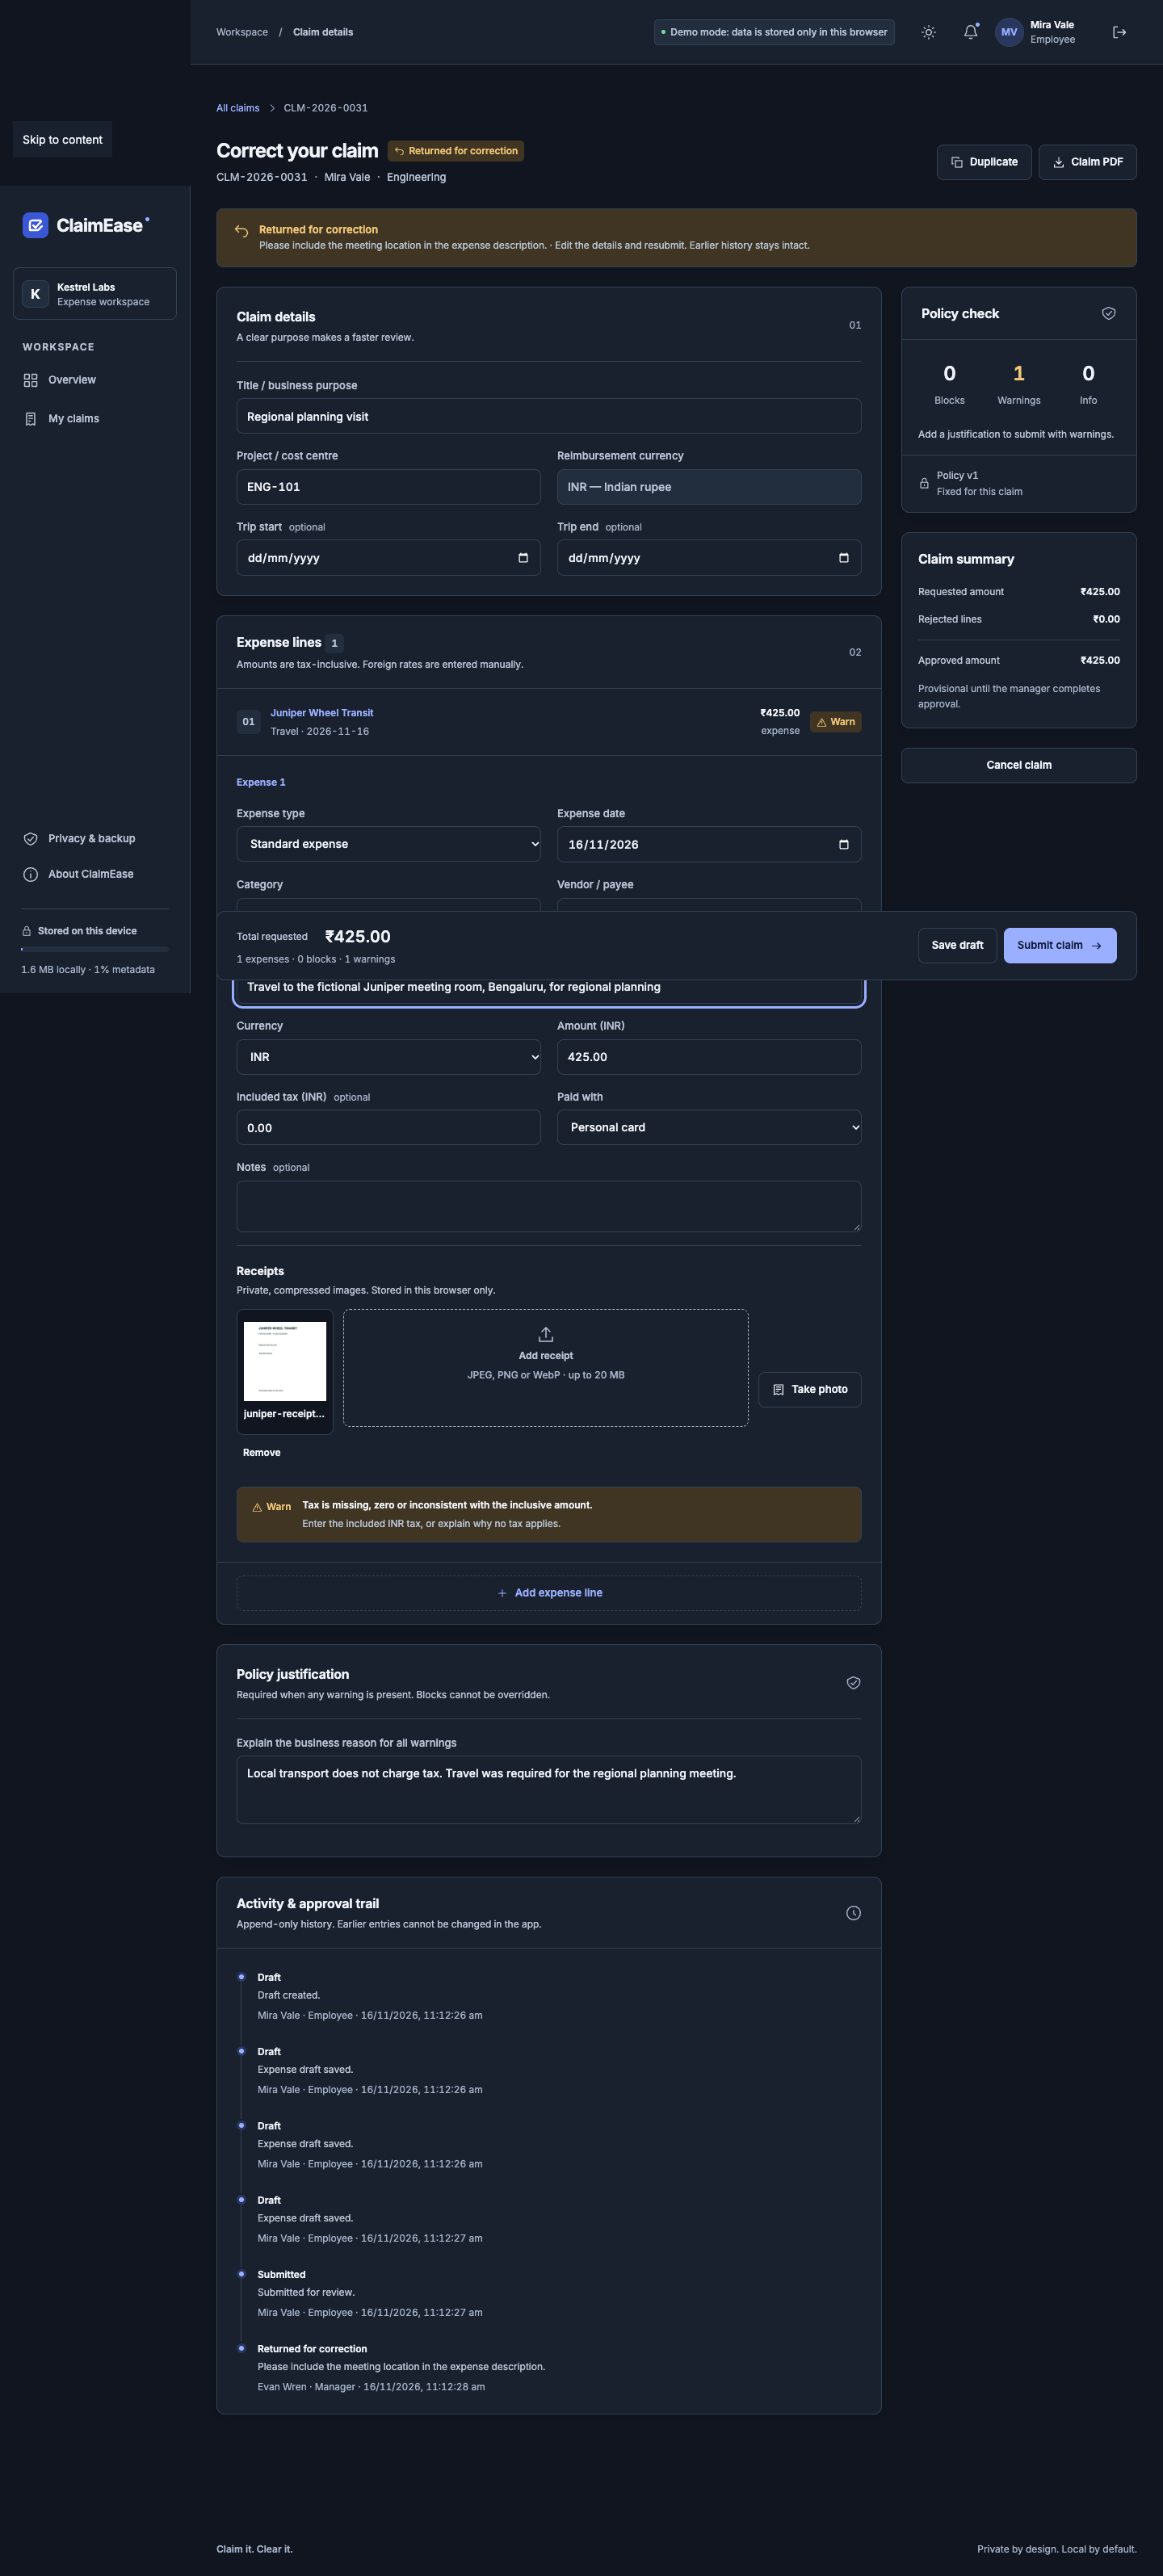 Workspace / Claim details
Demo mode: data is stored only in this browser
MV
Mira Vale
Employee
Skip to content
ClaimEase
K
Kestrel Labs
Expense workspace
WORKSPACE
Overview
My claims
Privacy & backup
About ClaimEase
Stored on this device
1.6 MB locally · 1% metadata
All claims > CLM-2026-0031
Correct your claim
Returned for correction
CLM-2026-0031 · Mira Vale · Engineering
Duplicate
Claim PDF
Returned for correction
Please include the meeting location in the expense description. · Edit the details and resubmit. Earlier history stays intact.
Claim details
A clear purpose makes a faster review.
01
Title / business purpose
Regional planning visit
Project / cost centre
Reimbursement currency
ENG-101
INR — Indian rupee
Trip start optional
Trip end optional
dd/mm/yyyy
dd/mm/yyyy
Policy check
0
1
0
Blocks
Warnings
Info
Add a justification to submit with warnings.
Policy v1
Fixed for this claim
Claim summary
Requested amount ₹425.00
Rejected lines ₹0.00
Approved amount ₹425.00
Provisional until the manager completes
approval.
Cancel claim
Expense lines 1
Amounts are tax-inclusive. Foreign rates are entered manually.
02
01
Juniper Wheel Transit
Travel · 2026-11-16
₹425.00
expense
Warn
Expense 1
Expense type
Expense date
Standard expense
16/11/2026
Category
Vendor / payee
Total requested ₹425.00
1 expenses · 0 blocks · 1 warnings
Save draft
Submit claim
Travel to the fictional Juniper meeting room, Bengaluru, for regional planning
Currency
Amount (INR)
INR
425.00
Included tax (INR) optional
Paid with
0.00
Personal card
Notes optional
Receipts
Private, compressed images. Stored in this browser only.
JUNIPER WHEEL TRANSIT
juniper-receipt...
Remove
Add receipt
JPEG, PNG or WebP · up to 20 MB
Take photo
Warn
Tax is missing, zero or inconsistent with the inclusive amount.
Enter the included INR tax, or explain why no tax applies.
Add expense line
Policy justification
Required when any warning is present. Blocks cannot be overridden.
Explain the business reason for all warnings
Local transport does not charge tax. Travel was required for the regional planning meeting.
Activity & approval trail
Append-only history. Earlier entries cannot be changed in the app.
Draft
Draft created.
Mira Vale · Employee · 16/11/2026, 11:12:26 am
Draft
Expense draft saved.
Mira Vale · Employee · 16/11/2026, 11:12:26 am
Draft
Expense draft saved.
Mira Vale · Employee · 16/11/2026, 11:12:26 am
Draft
Expense draft saved.
Mira Vale · Employee · 16/11/2026, 11:12:27 am
Submitted
Submitted for review.
Mira Vale · Employee · 16/11/2026, 11:12:27 am
Returned for correction
Please include the meeting location in the expense description.
Evan Wren · Manager · 16/11/2026, 11:12:28 am
Claim it. Clear it.
Private by design. Local by default.